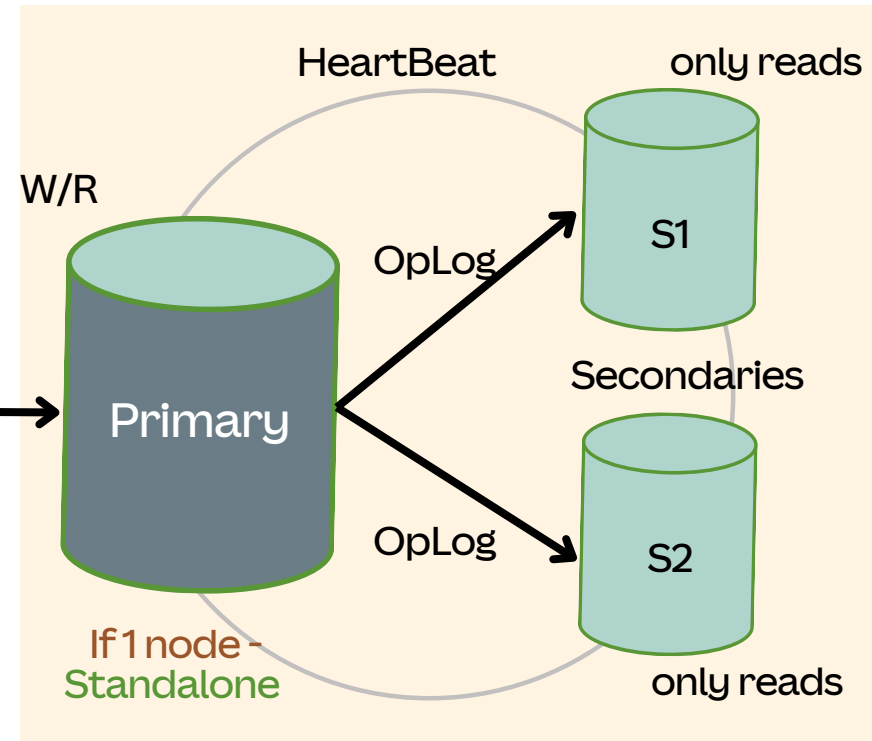 HeartBeat
only reads
W/R
S1
OpLog
Secondaries
Primary
OpLog
S2
If 1 node -
Standalone
only reads